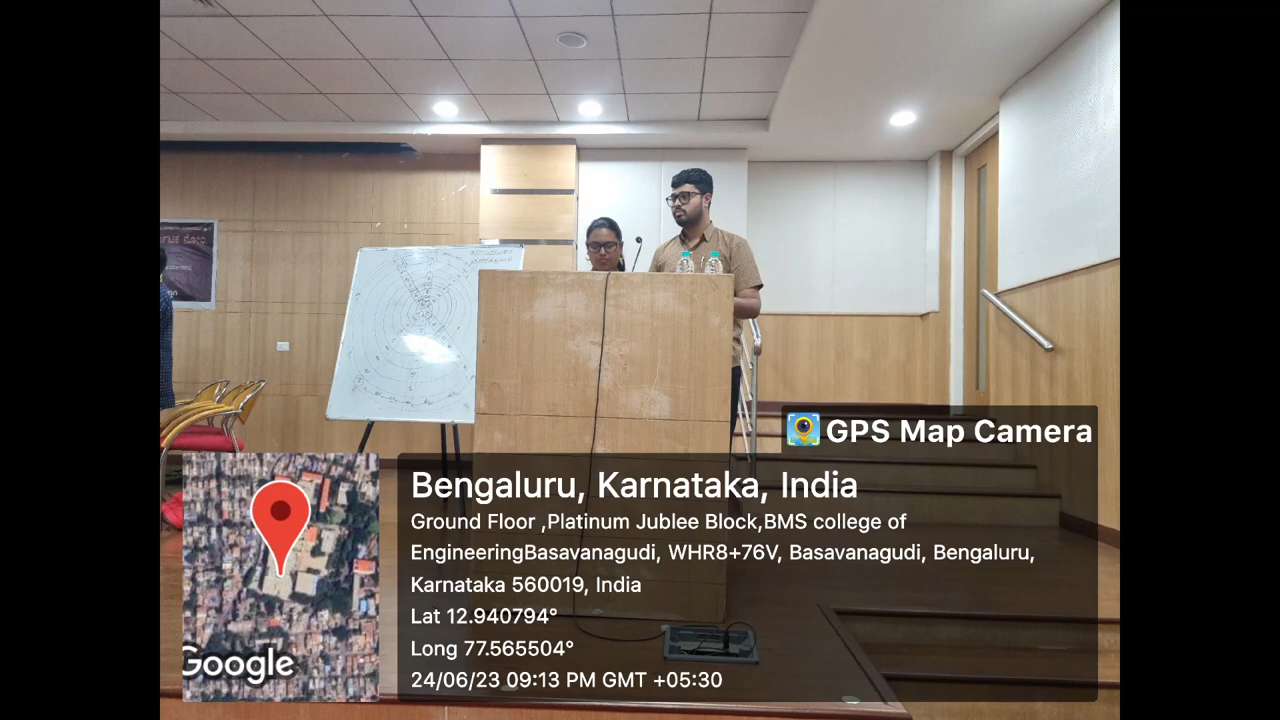 GPS Map Camera
Bengaluru, Karnataka, India
Ground Floor ,Platinum Jublee Block,BMS college of
EngineeringBasavanagudi, WHR8+76V, Basavanagudi, Bengaluru,
Karnataka 560019, India
Lat 12.940794°
Long 77.565504°
24/06/23 09:13 PM GMT +05:30
Google